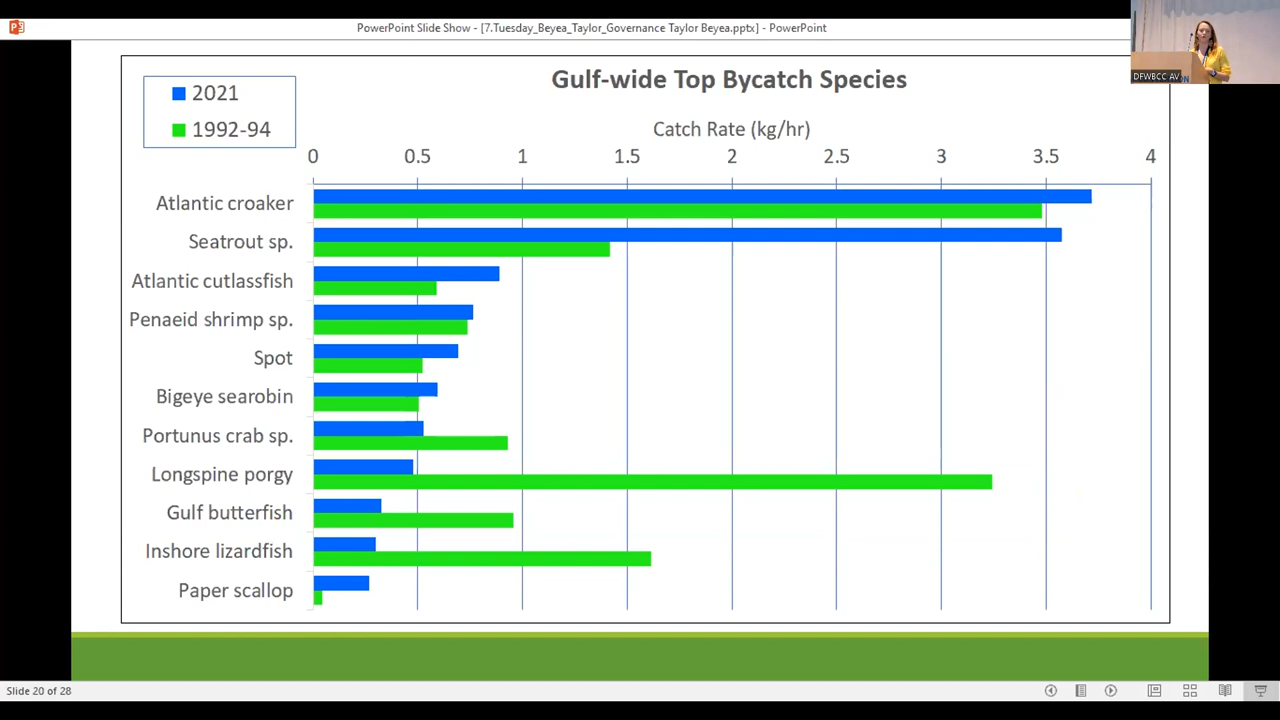 PowerPoint Slide Show - [7.Tuesday_Beyea_Taylor_Governance Taylor Beyea.pptx] - PowerPoint
DFWBCC AV
Gulf-wide Top Bycatch Species
2021
1992-94
Catch Rate (kg/hr)
0 0.5 1 1.5 2 2.5 3 3.5 4
Atlantic croaker
Seatrout sp.
Atlantic cutlassfish
Penaeid shrimp sp.
Spot
Bigeye searobin
Portunus crab sp.
Longspine porgy
Gulf butterfish
Inshore lizardfish
Paper scallop
Slide 20 of 28